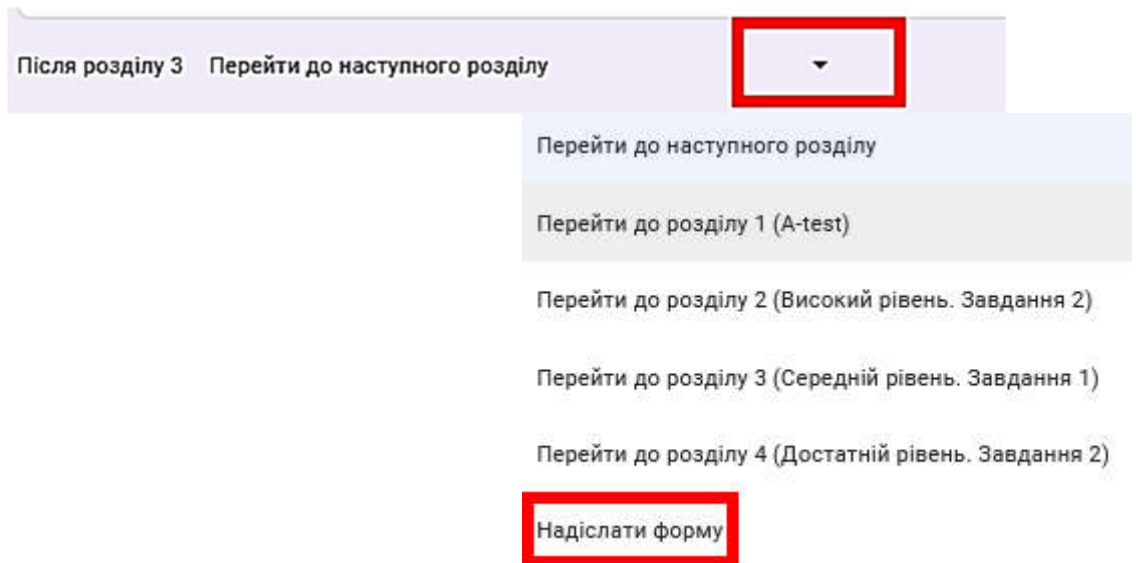 Після розділу 3 Перейти до наступного розділу
Перейти до наступного розділу
Перейти до розділу 1 (A-test)
Перейти до розділу 2 (Високий рівень. Завдання 2)
Перейти до розділу 3 (Середній рівень. Завдання 1)
Перейти до розділу 4 (Достатній рівень. Завдання 2)
Надіслати форму